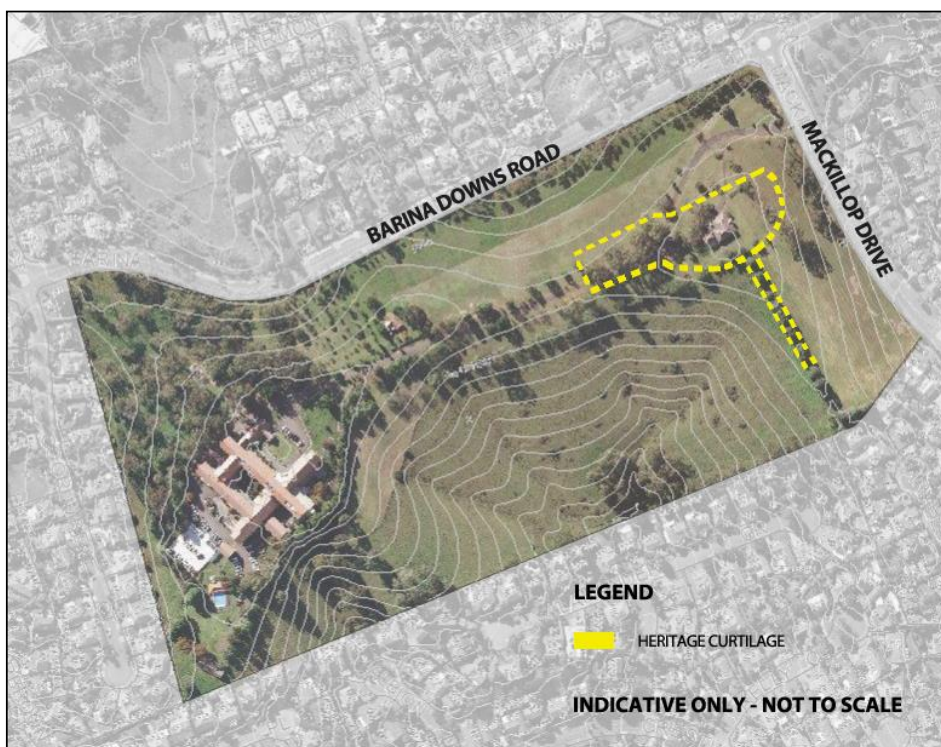 BARINA DOWNS ROAD
MACKILLOP DRIVE
LEGEND
HERITAGE CURTILAGE
INDICATIVE ONLY - NOT TO SCALE